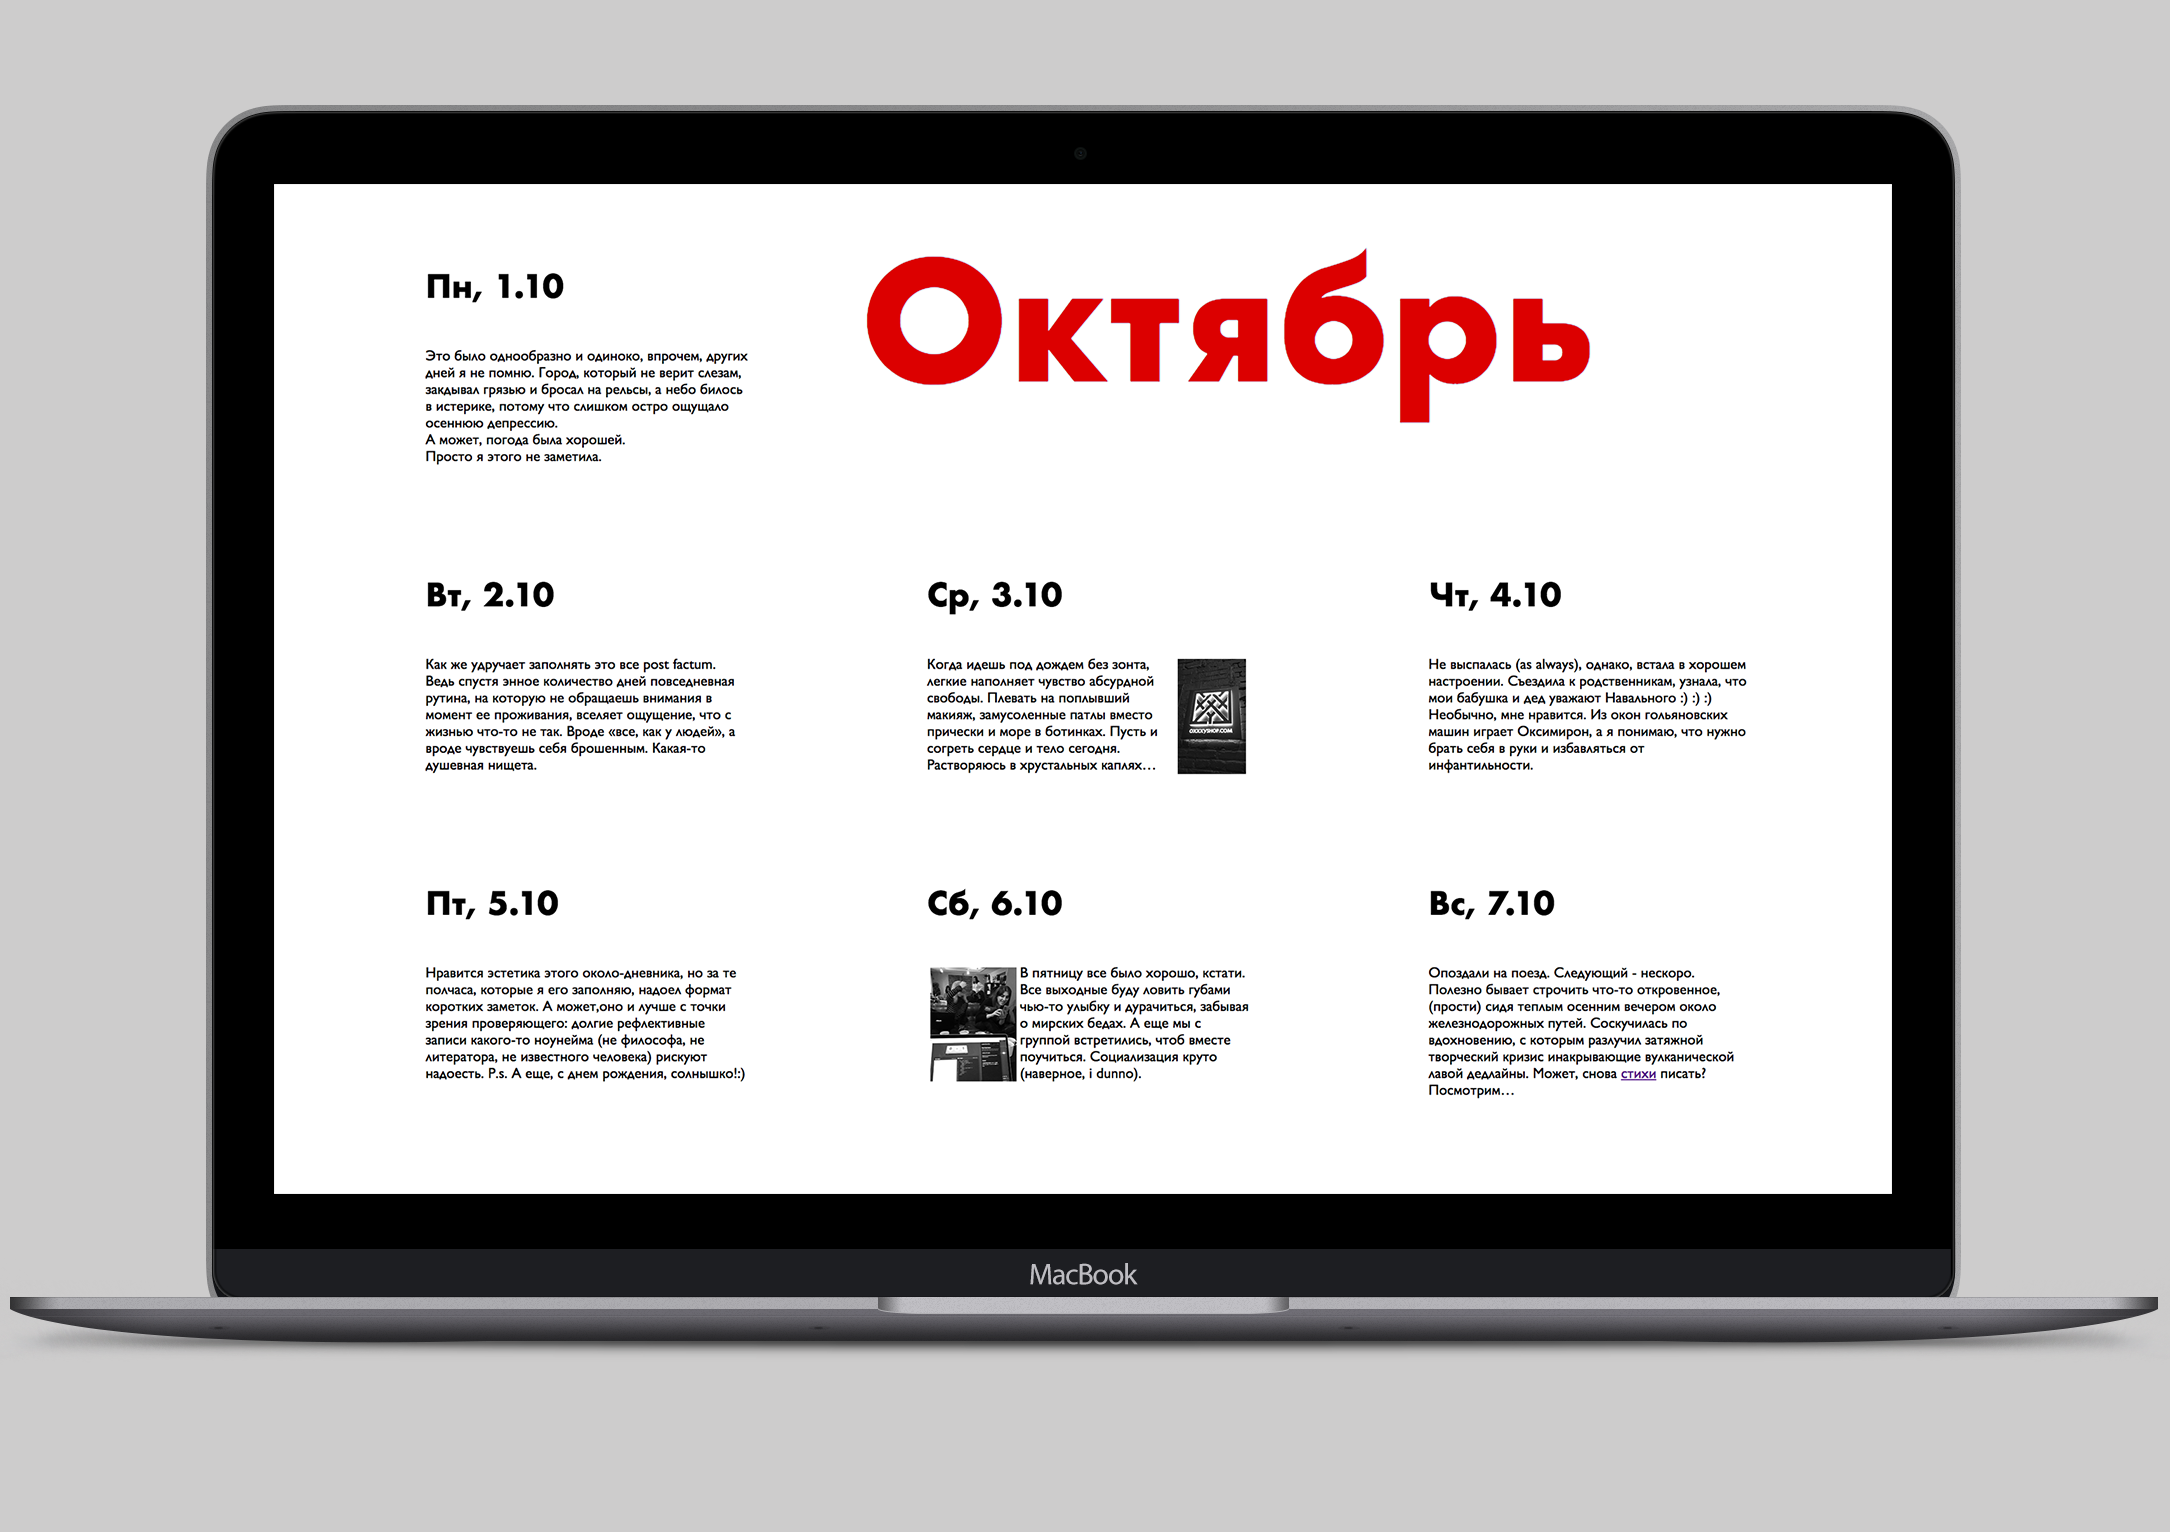 Пн, 1.10
Октябрь
Это было однообразно и одиноко, впрочем, других
дней я не помню. Город, который не верит слезам,
закдывал грязью и бросал на рельсы, а небо билось
в истерике, потому что слишком остро ощущало
осеннюю депрессию.
А может, погода была хорошей.
Просто я этого не заметила.
Вт, 2.10
Как же удручает заполнять это все post factum.
Ведь спустя энное количество дней повседневная
рутина, на которую не обращаешь внимания в
момент ее проживания, вселяет ощущение, что с
жизнью что-то не так. Вроде «все, как у людей», а
вроде чувствуешь себя брошенным. Какая-то
душевная нищета.
Ср, 3.10
Когда идешь под дождем без зонта,
легкие наполняет чувство абсурдной
свободы. Плевать на поплывший
макияж, замусоленные патлы вместо
прически и море в ботинках. Пусть и
согреть сердце и тело сегодня.
Растворяюсь в хрустальных каплях…
OXXXYSHOP.COM
Чт, 4.10
Не выспалась (as always), однако, встала в хорошем
настроении. Съездила к родственникам, узнала, что
мои бабушка и дед уважают Навального :) :) :)
Необычно, мне нравится. Из окон гольяновских
машин играет Оксимирон, а я понимаю, что нужно
брать себя в руки и избавляться от
инфантильности.
Пт, 5.10
Нравится эстетика этого около-дневника, но за те
полчаса, которые я его заполняю, надоел формат
коротких заметок. А может,оно и лучше с точки
зрения проверяющего: долгие рефлективные
записи какого-то ноунейма (не философа, не
литератора, не известного человека) рискуют
надоесть. P.s. А еще, с днем рождения, солнышко!:)
Сб, 6.10
В пятницу все было хорошо, кстати.
Все выходные буду ловить губами
чью-то улыбку и дурачиться, забывая
о мирских бедах. А еще мы с
группой встретились, чтоб вместе
поучиться. Социализация круто
(наверное, i dunno).
Вс, 7.10
Опоздали на поезд. Следующий - нескоро.
Полезно бывает строчить что-то откровенное,
(прости) сидя теплым осенним вечером около
железнодорожных путей. Соскучилась по
вдохновению, с которым разлучил затяжной
творческий кризис инакрывающие вулканической
лавой дедлайны. Может, снова стихи писать?
Посмотрим…
MacBook